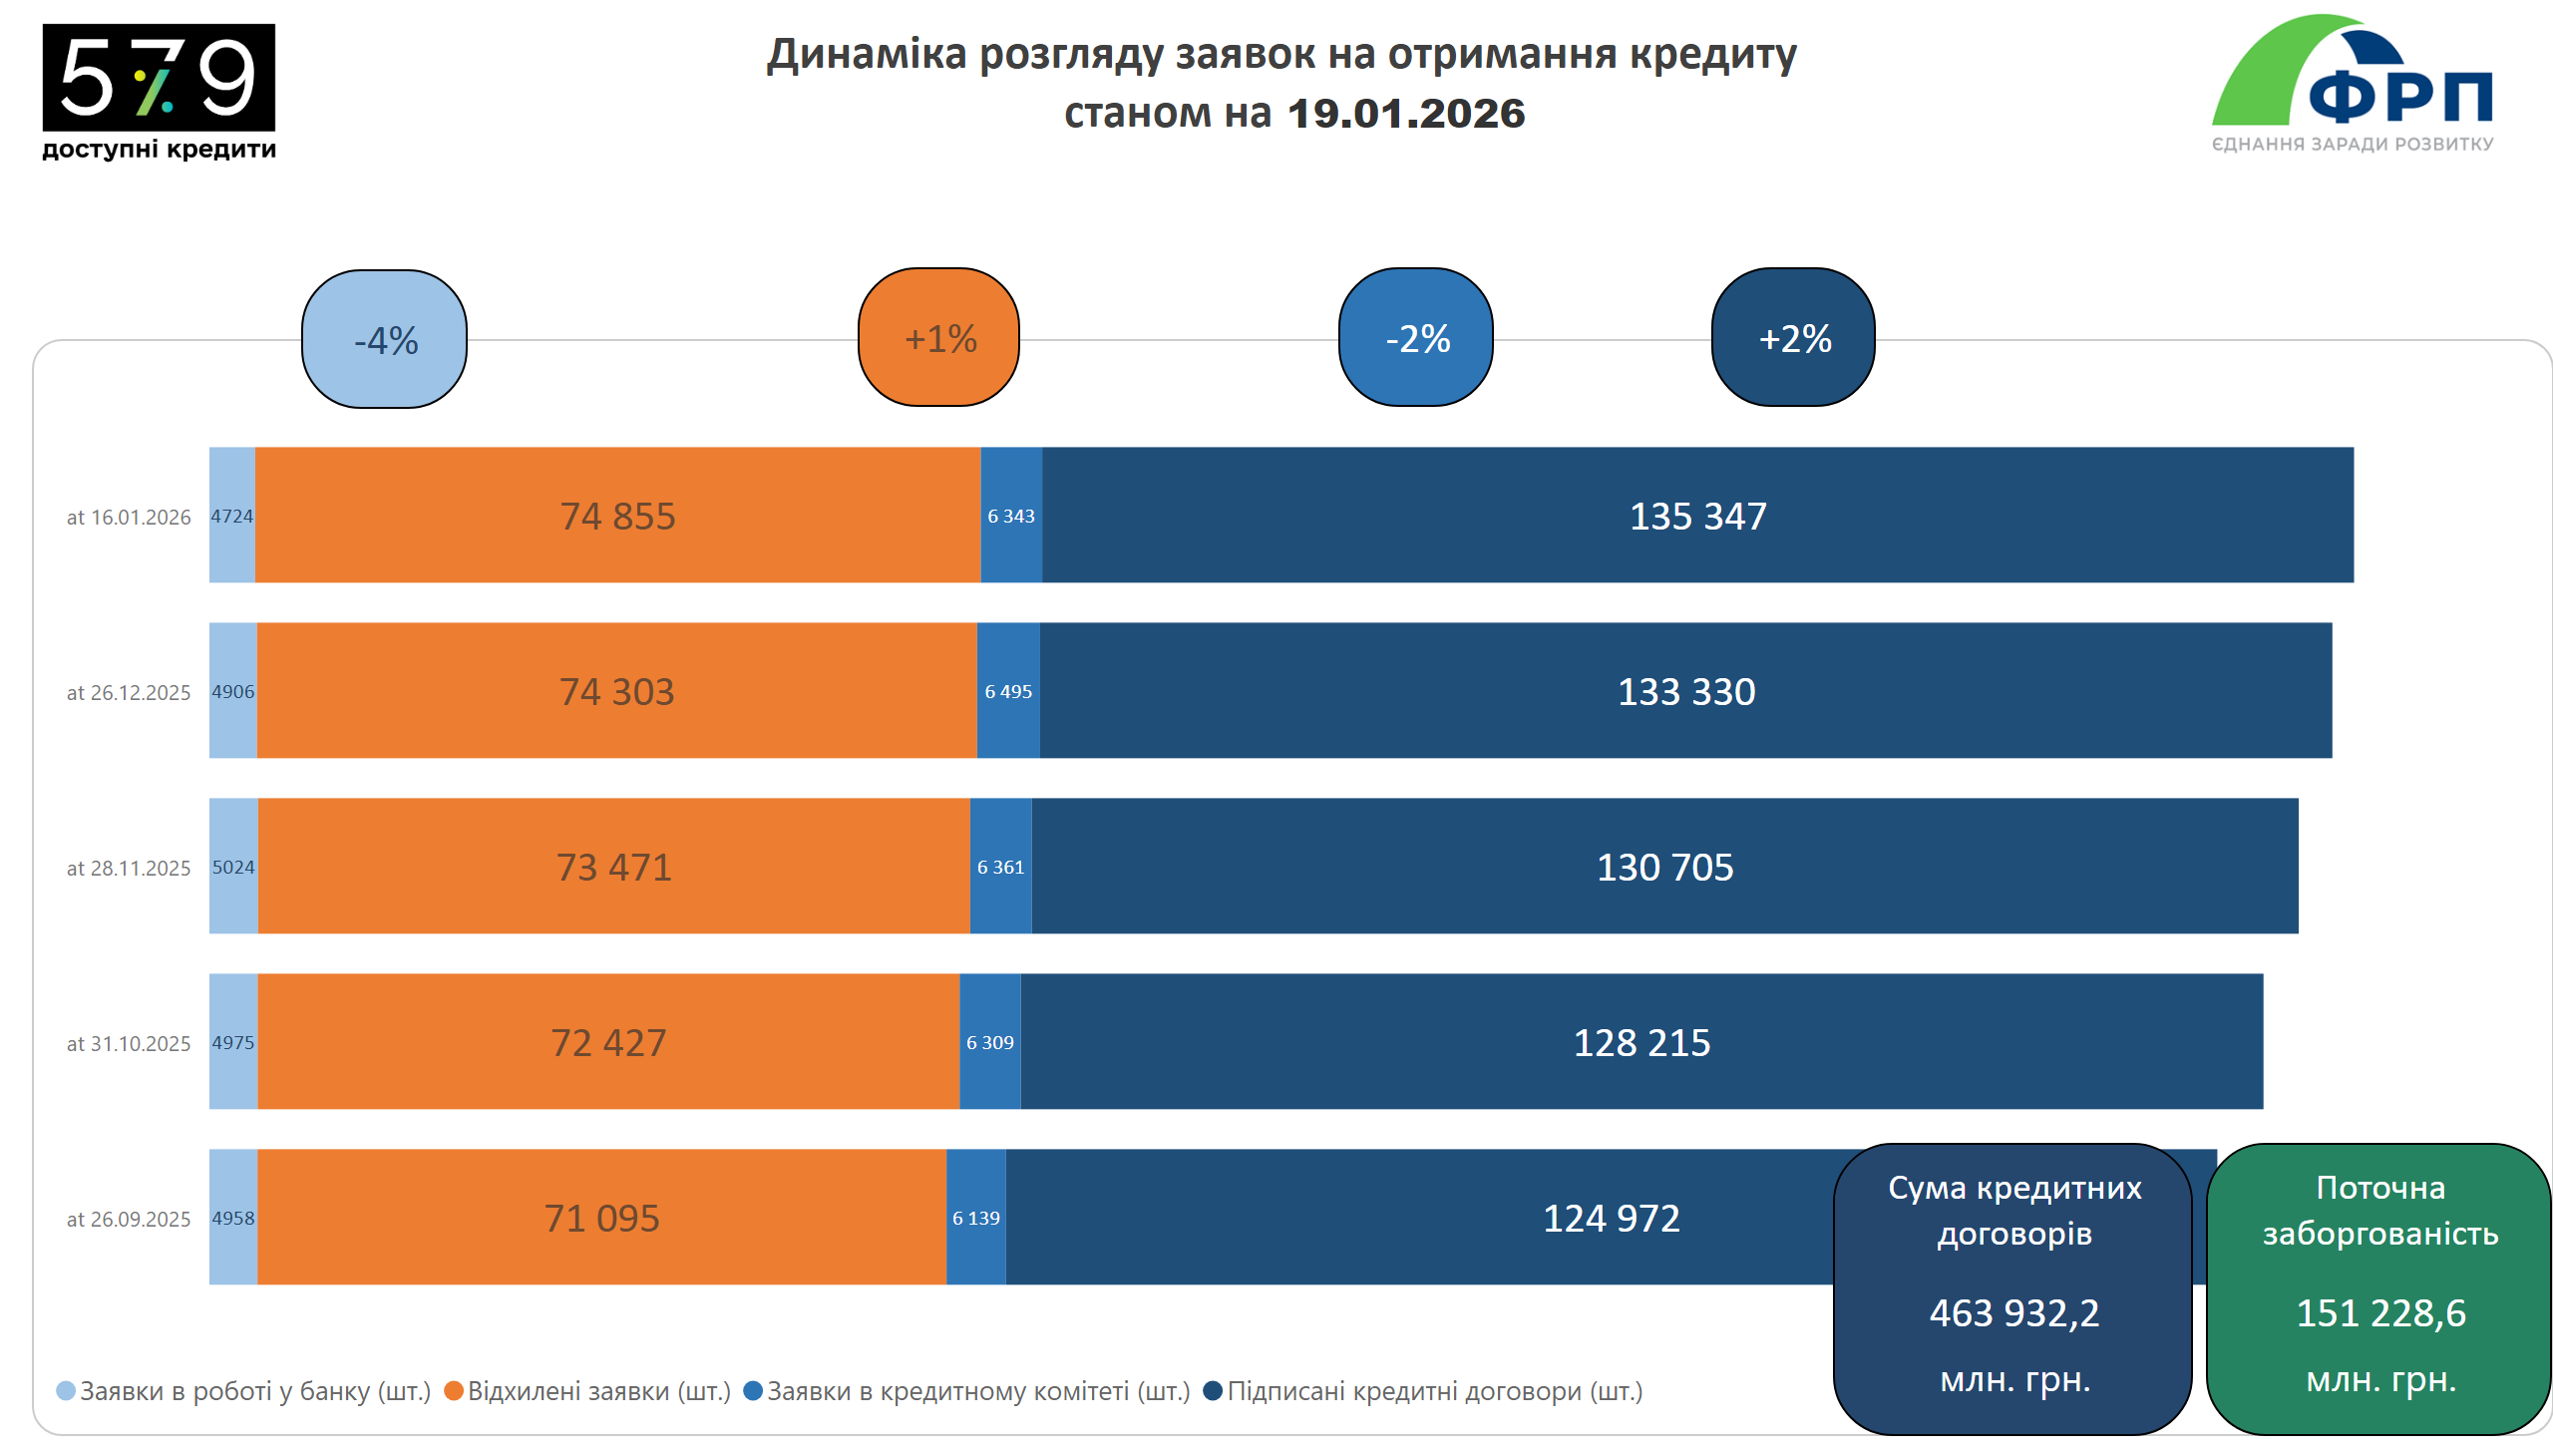 5 7 9
доступні кредити
Динаміка розгляду заявок на отримання кредиту
станом на 19.01.2026
ФРП
ЄДНАННЯ ЗАРАДИ РОЗВИТКУ
-4%
+1%
-2%
+2%
at 16.01.2026 4724 74 855 6 343 135 347
at 26.12.2025 4906 74 303 6 495 133 330
at 28.11.2025 5024 73 471 6 361 130 705
at 31.10.2025 4975 72 427 6 309 128 215
at 26.09.2025 4958 71 095 6 139 124 972
Сума кредитних
договорів
463 932,2
млн. грн.
Поточна
заборгованість
151 228,6
млн. грн.
Заявки в роботі у банку (шт.) Відхилені заявки (шт.) Заявки в кредитному комітеті (шт.) Підписані кредитні договори (шт.)